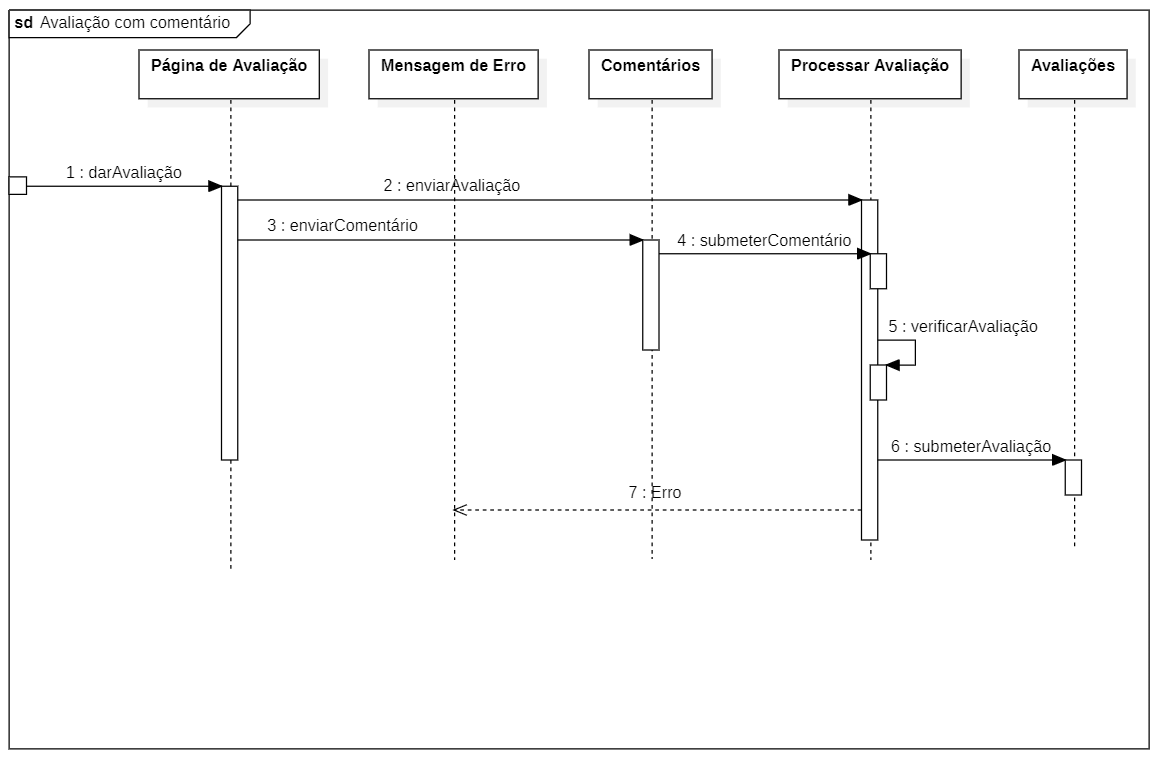 sd Avaliação com comentário
Página de Avaliação
Mensagem de Erro
Comentários
Processar Avaliação
Avaliações
1 : darAvaliação
2 : enviarAvaliação
3 : enviarComentário
4 : submeterComentário
5 : verificarAvaliação
6 : submeterAvaliação
7 : Erro